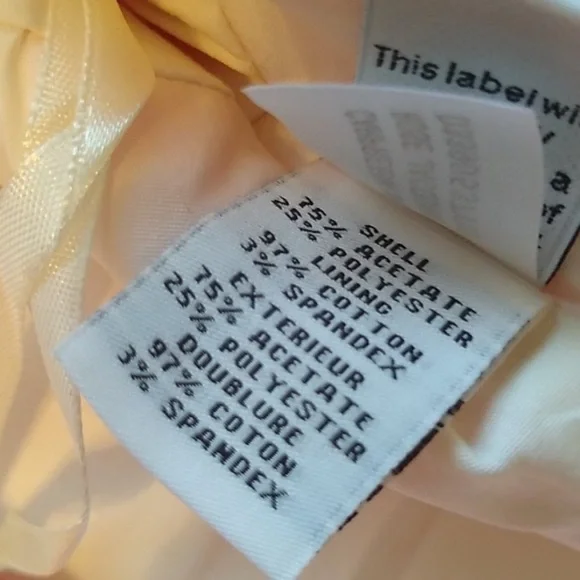 This label wi
a
of
SHELL
75% ACETATE
25% POLYESTER
LINING
97% COTTON
3% SPANDEX
EXTERIEUR
75% ACETATE
25% POLYESTER
DOUBLURE
97% COTON
3% SPANDEX